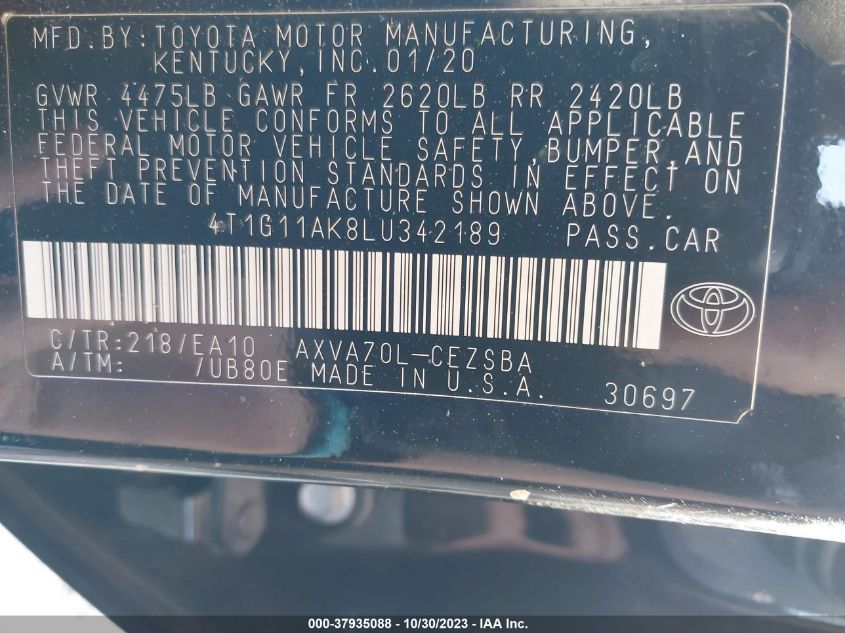 MFD.BY:TOYOTA MOTOR MANUFACTURING,
KENTUCKY,INC.01/20
GVWR 4475LB GAWR FR 2620LB RR 2420LB
THIS VEHICLE CONFORMS TO ALL APPLICABLE
FEDERAL MOTOR VEHICLE SAFETY,BUMPER,AND
THEFT PREVENTION STANDARDS IN EFFECT ON
THE DATE OF MANUFACTURE SHOWN ABOVE.
4T1G11AK8LU342189 PASS.CAR
C/TR:218/EA10 AXVA70L-CEZSBA
A/TM: /UB80E MADE IN U.S.A. 30697
000-37935088 - 10/30/2023 - IAA Inc.